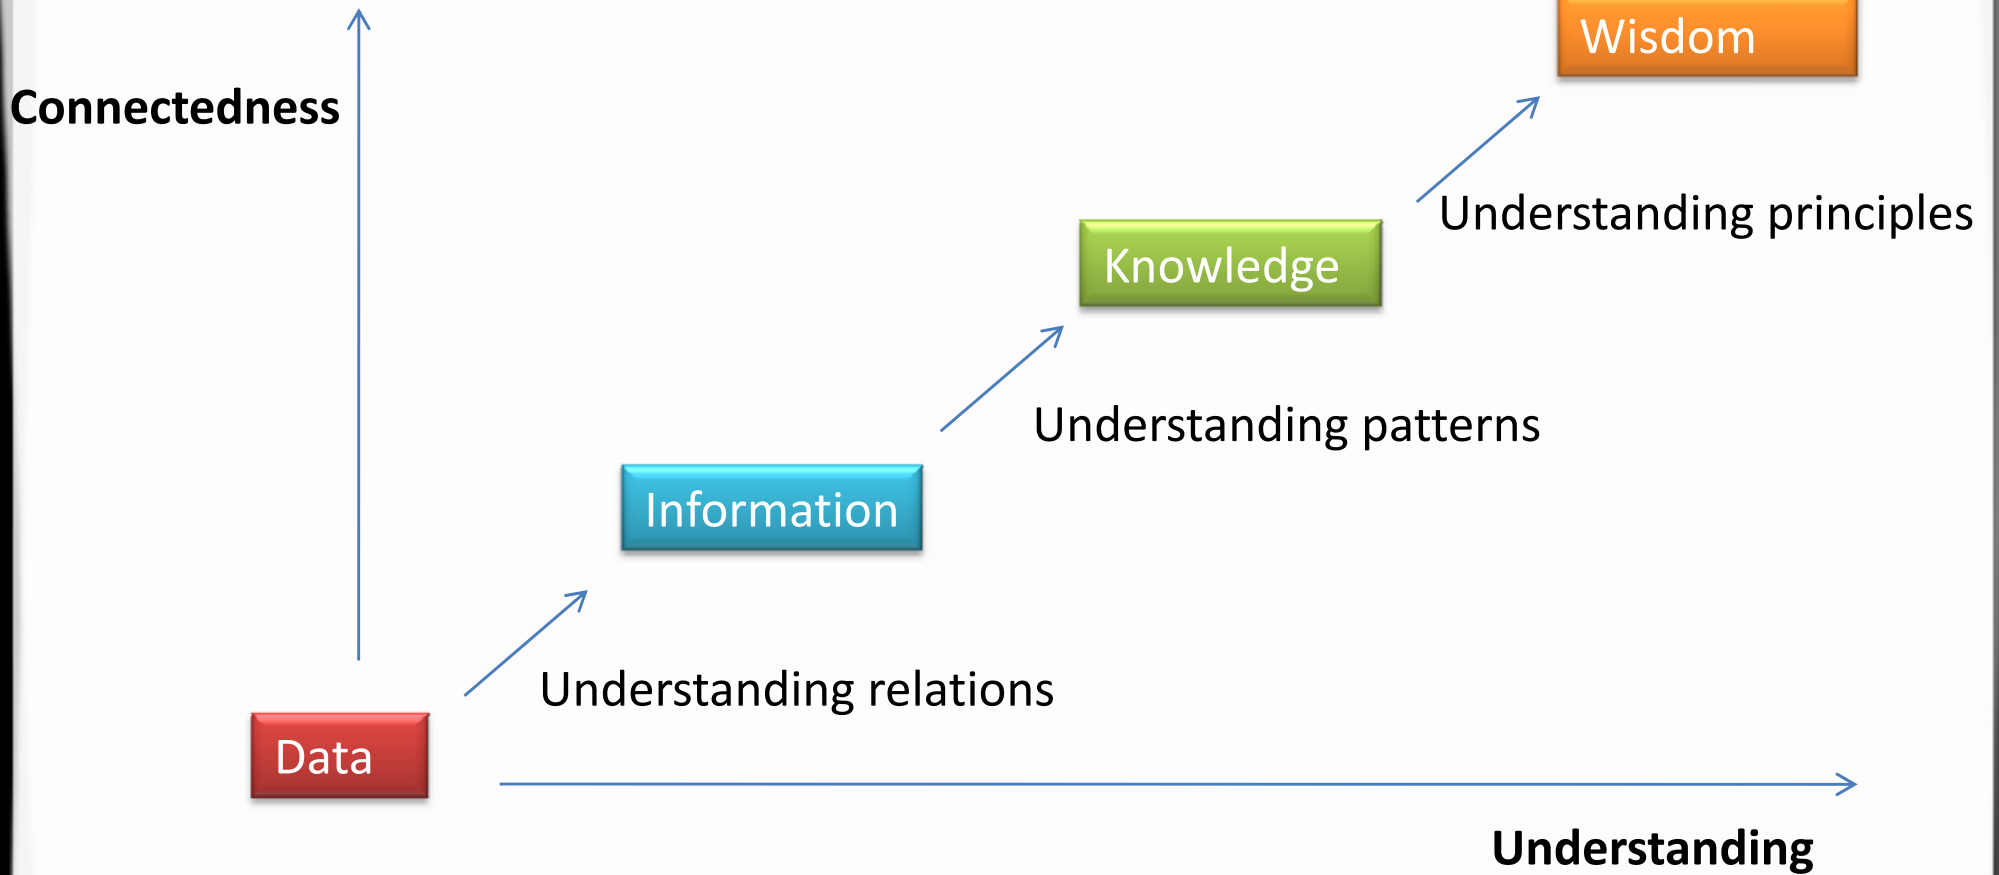 Wisdom
Connectedness
Understanding principles
Knowledge
Understanding patterns
Information
Understanding relations
Data
Understanding